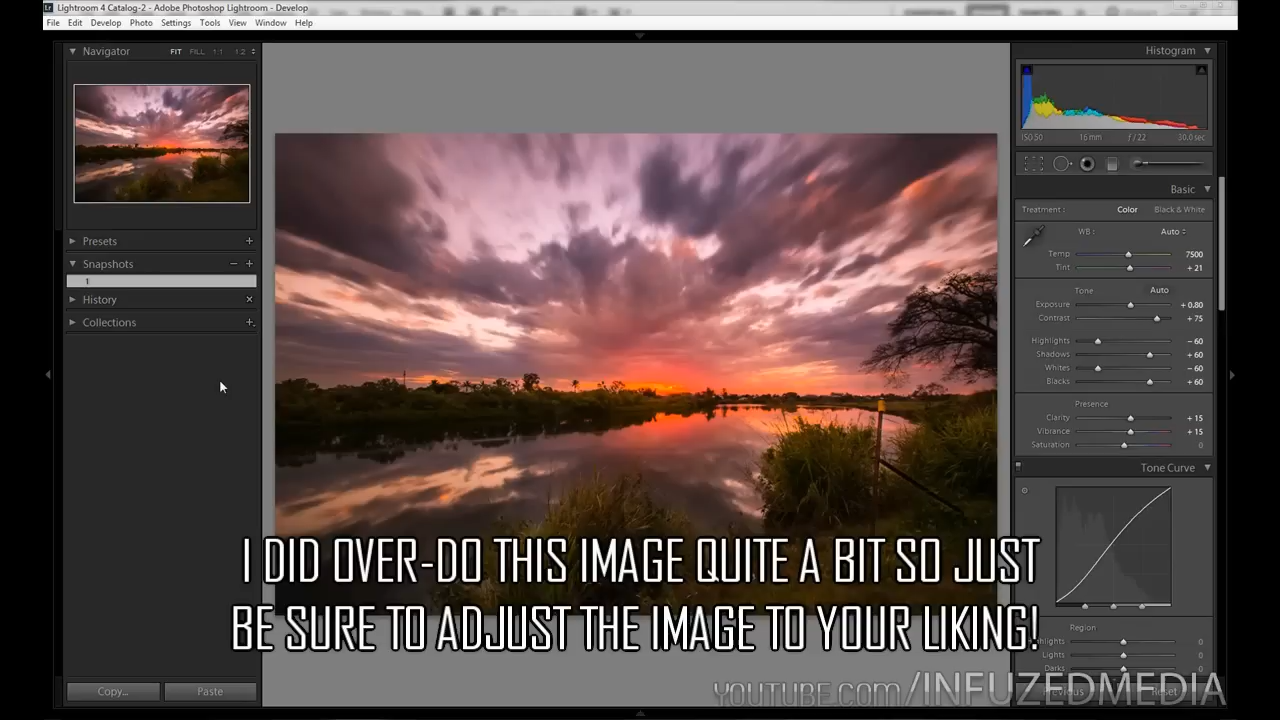 Lightroom 4 Catalog-2 - Adobe Photoshop Lightroom - Develop
File Edit Develop Photo Settings Tools View Window Help
Navigator FIT FILL 1:1 1:2
Presets
Snapshots
1
History
Collections
Copy... Paste
Histogram
ISO 50 16 mm f / 22 30.0 sec
Basic
Treatment : Color Black & White
WB : Auto
Temp 7500
Tint + 21
Tone Auto
Exposure + 0.80
Contrast + 75
Highlights − 60
Shadows + 60
Whites − 60
Blacks + 60
Presence
Clarity + 15
Vibrance + 15
Saturation 0
Tone Curve
Region
Highlights 0
Lights 0
Darks 0
Previous Reset
I DID OVER-DO THIS IMAGE QUITE A BIT SO JUST
BE SURE TO ADJUST THE IMAGE TO YOUR LIKING!
YOUTUBE.COM/INFUZEDMEDIA